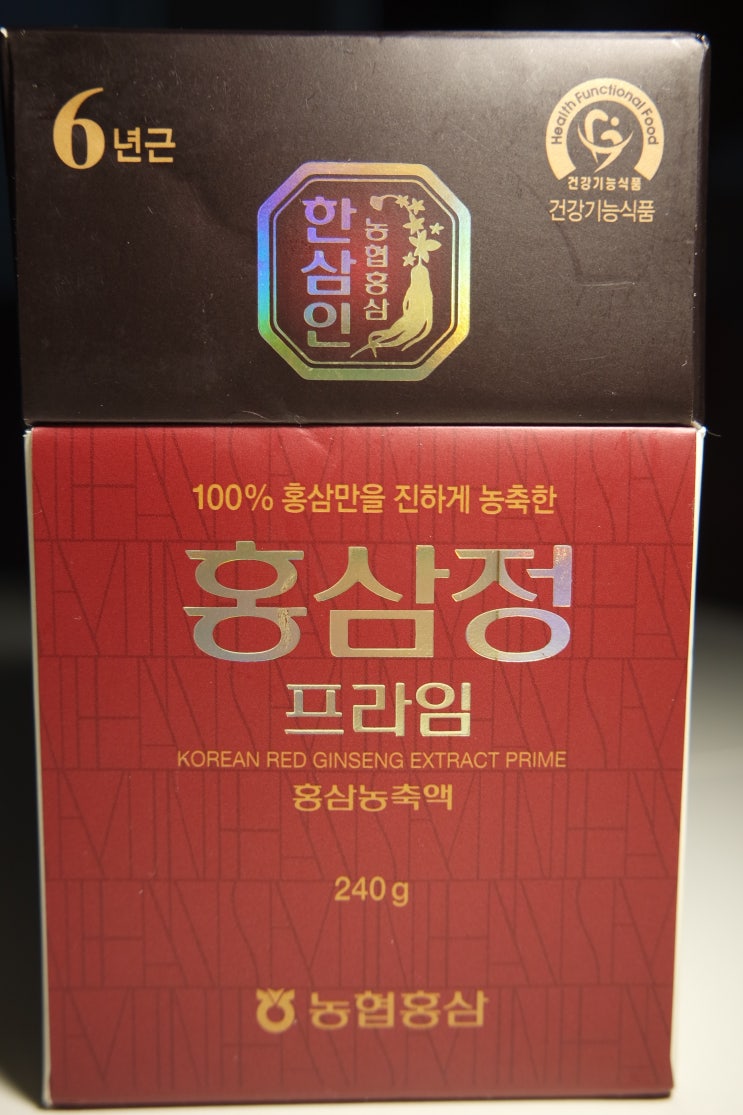 6년근
Health Functional Food
건강기능식품
건강기능식품
한삼인
농협홍삼
100% 홍삼만을 진하게 농축한
홍삼정
프라임
KOREAN RED GINSENG EXTRACT PRIME
홍삼농축액
240g
농협홍삼